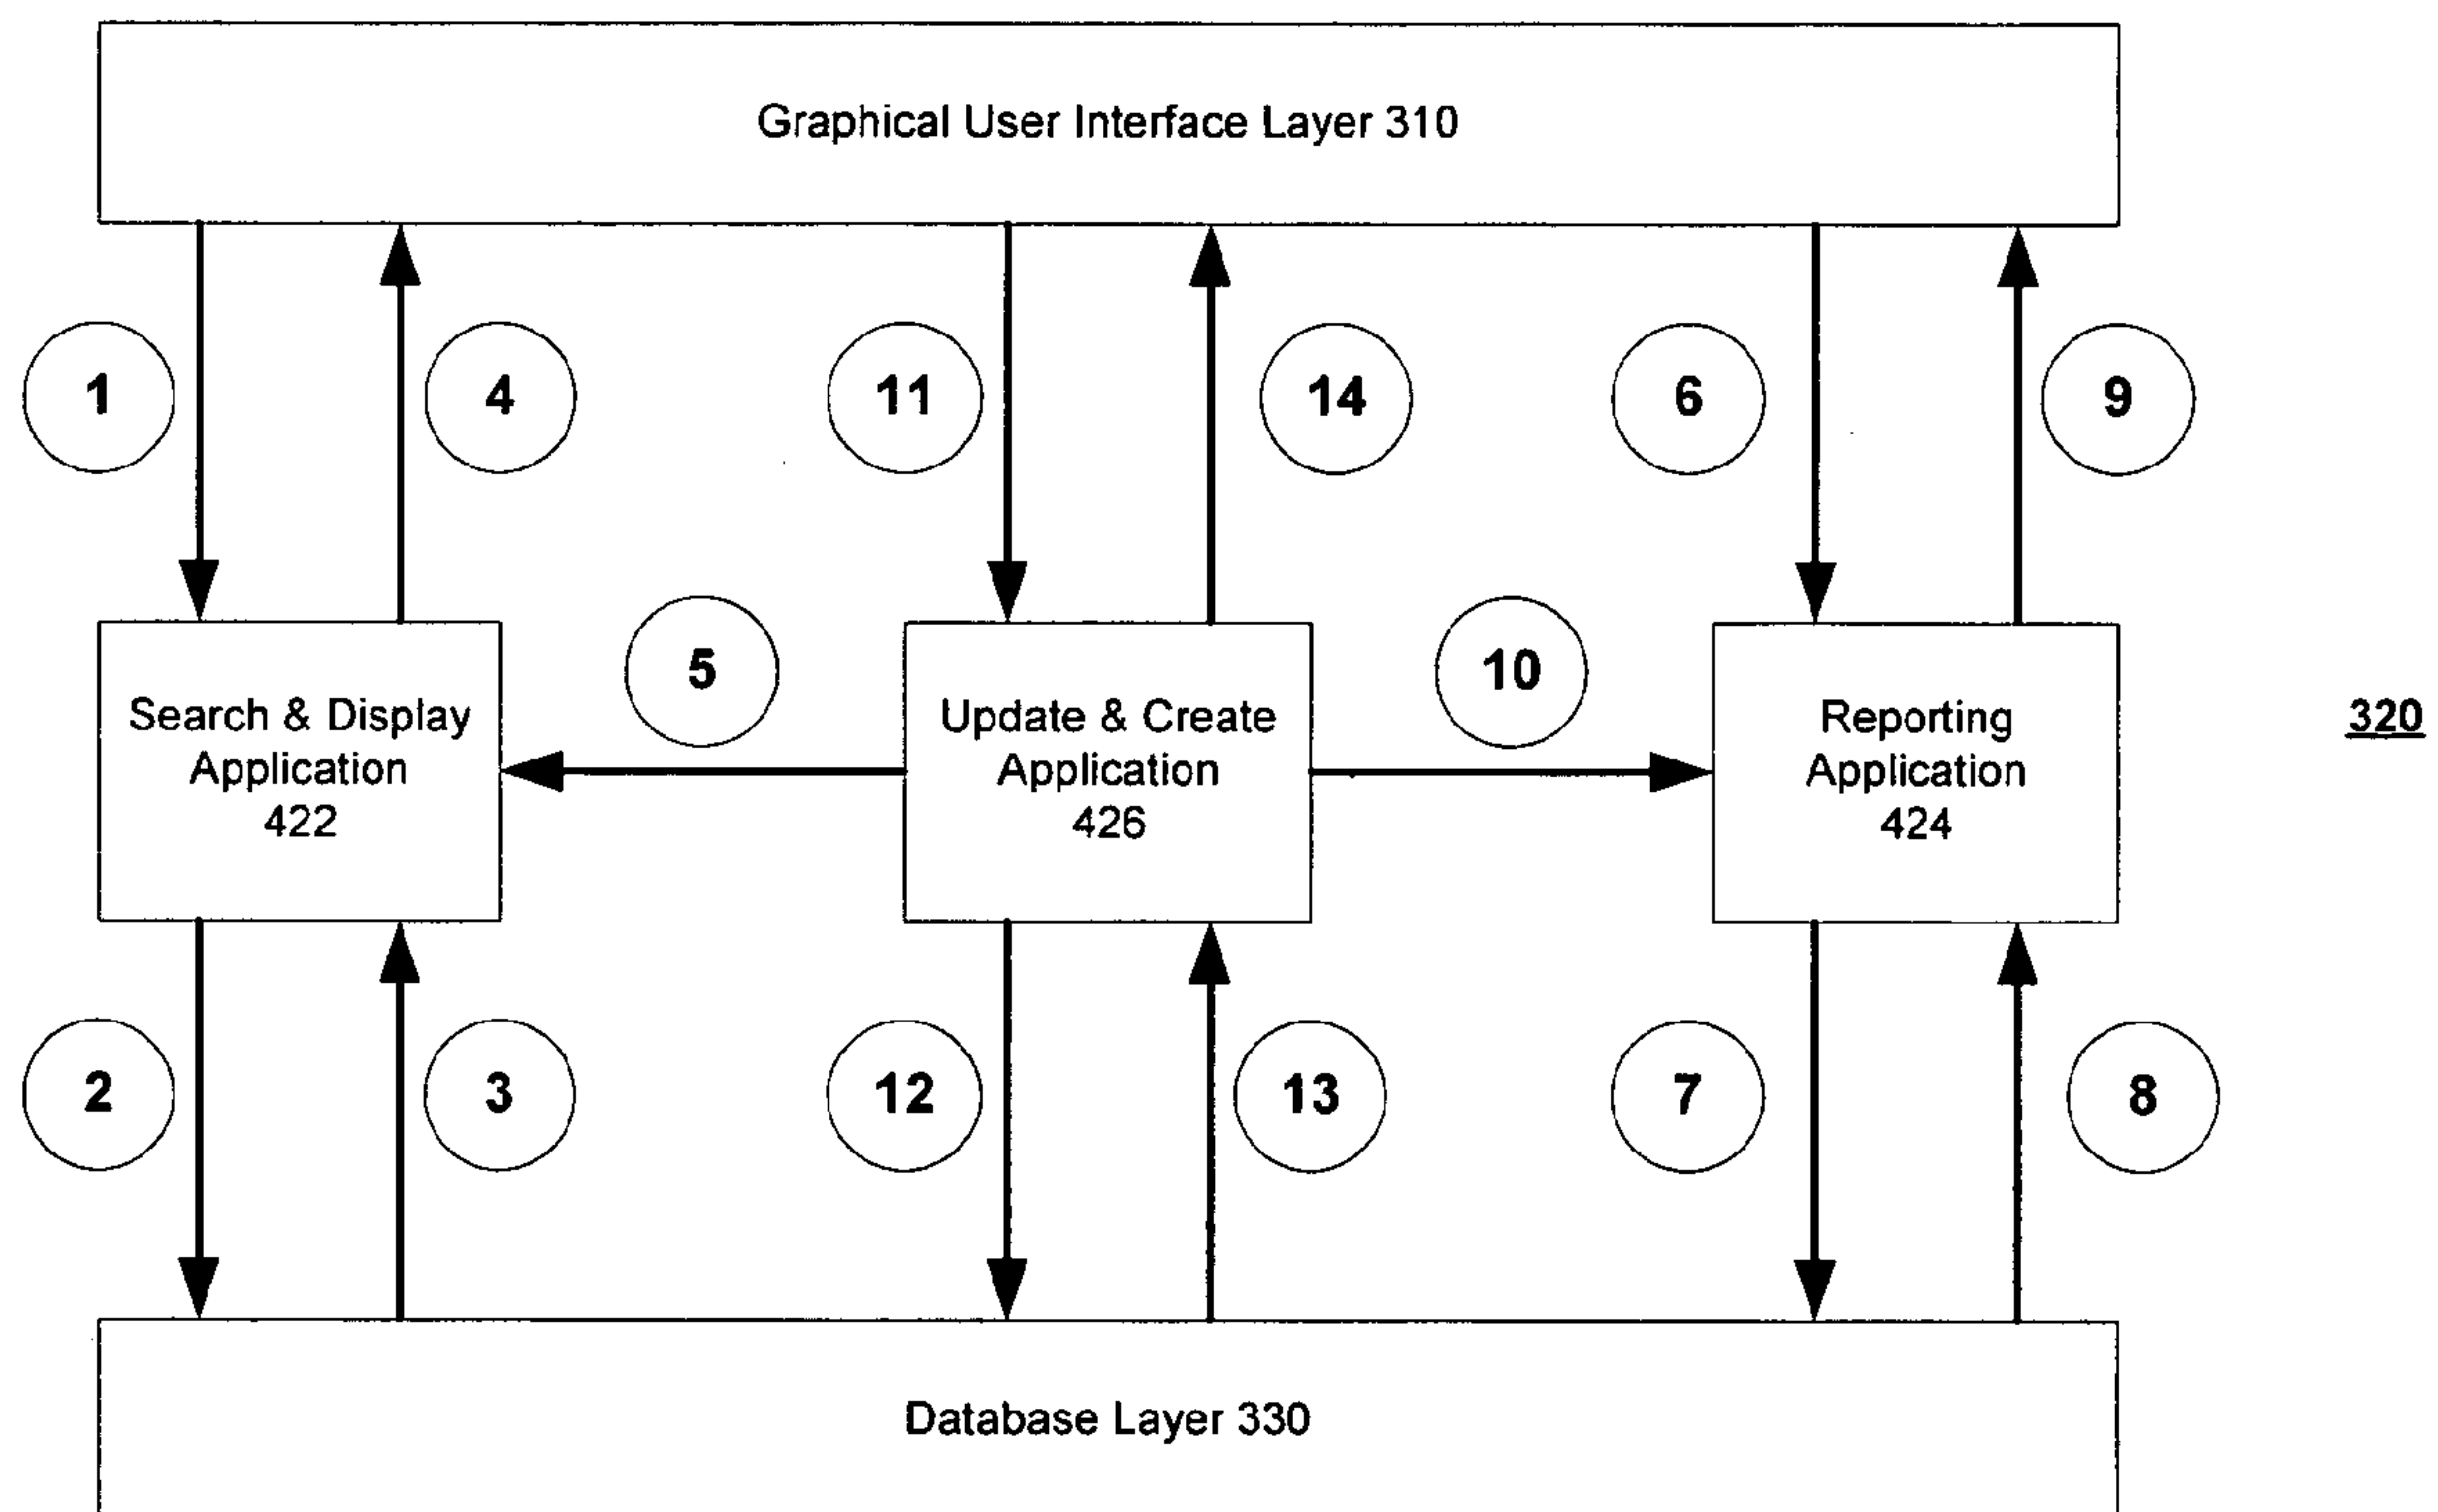 Graphical User Interface Layer 310
1
4
11
14
6
9
5
10
Search & Display
Application
422
Update & Create
Application
426
Reporting
Application
424
320
2
3
12
13
7
8
Database Layer 330